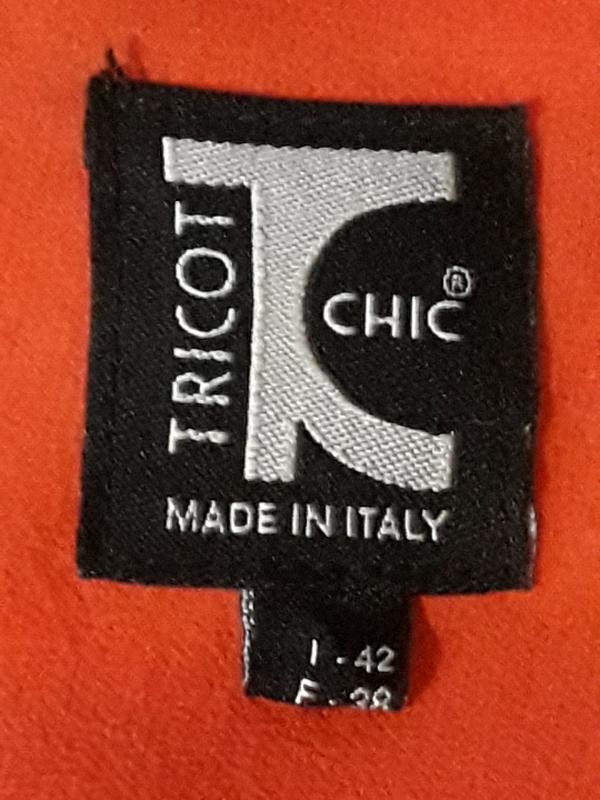 TRICOT
CHIC®
MADE IN ITALY
I - 42
F - 38